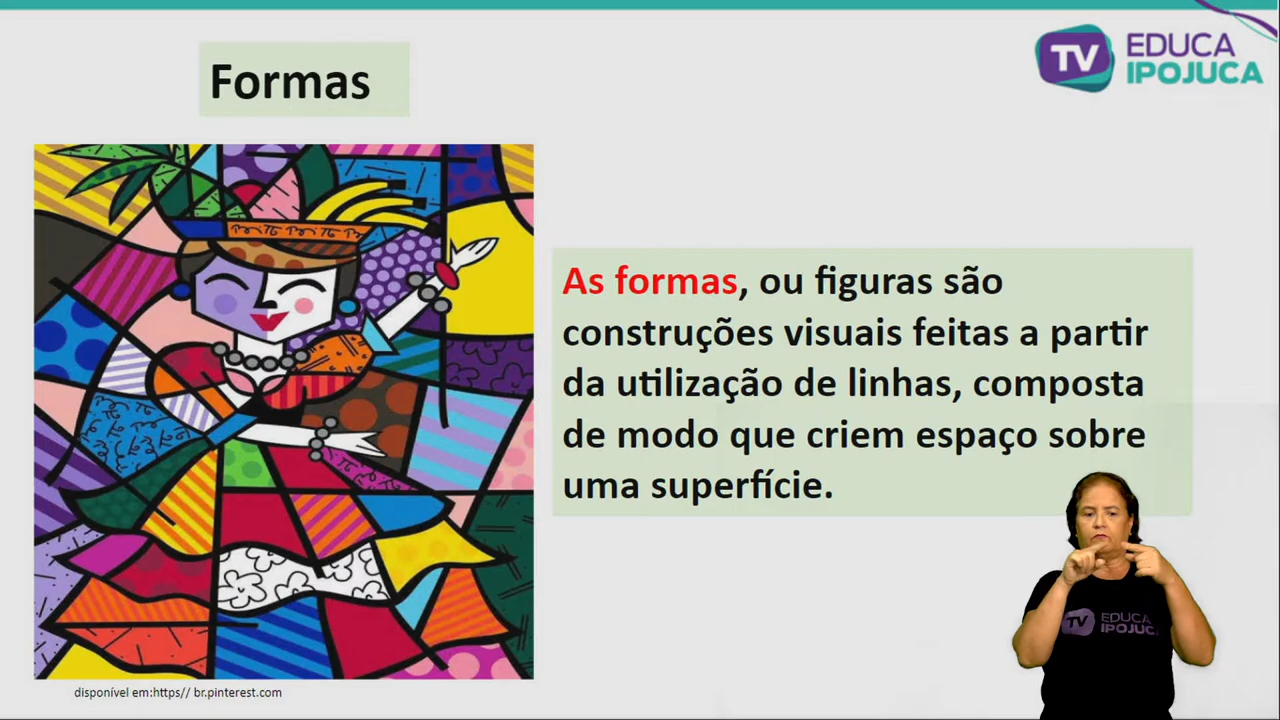 Formas
TV EDUCA
IPOJUCA
As formas, ou figuras são
construções visuais feitas a partir
da utilização de linhas, composta
de modo que criem espaço sobre
uma superfície.
TV EDUCA
IPOJUCA
disponível em:https// br.pinterest.com